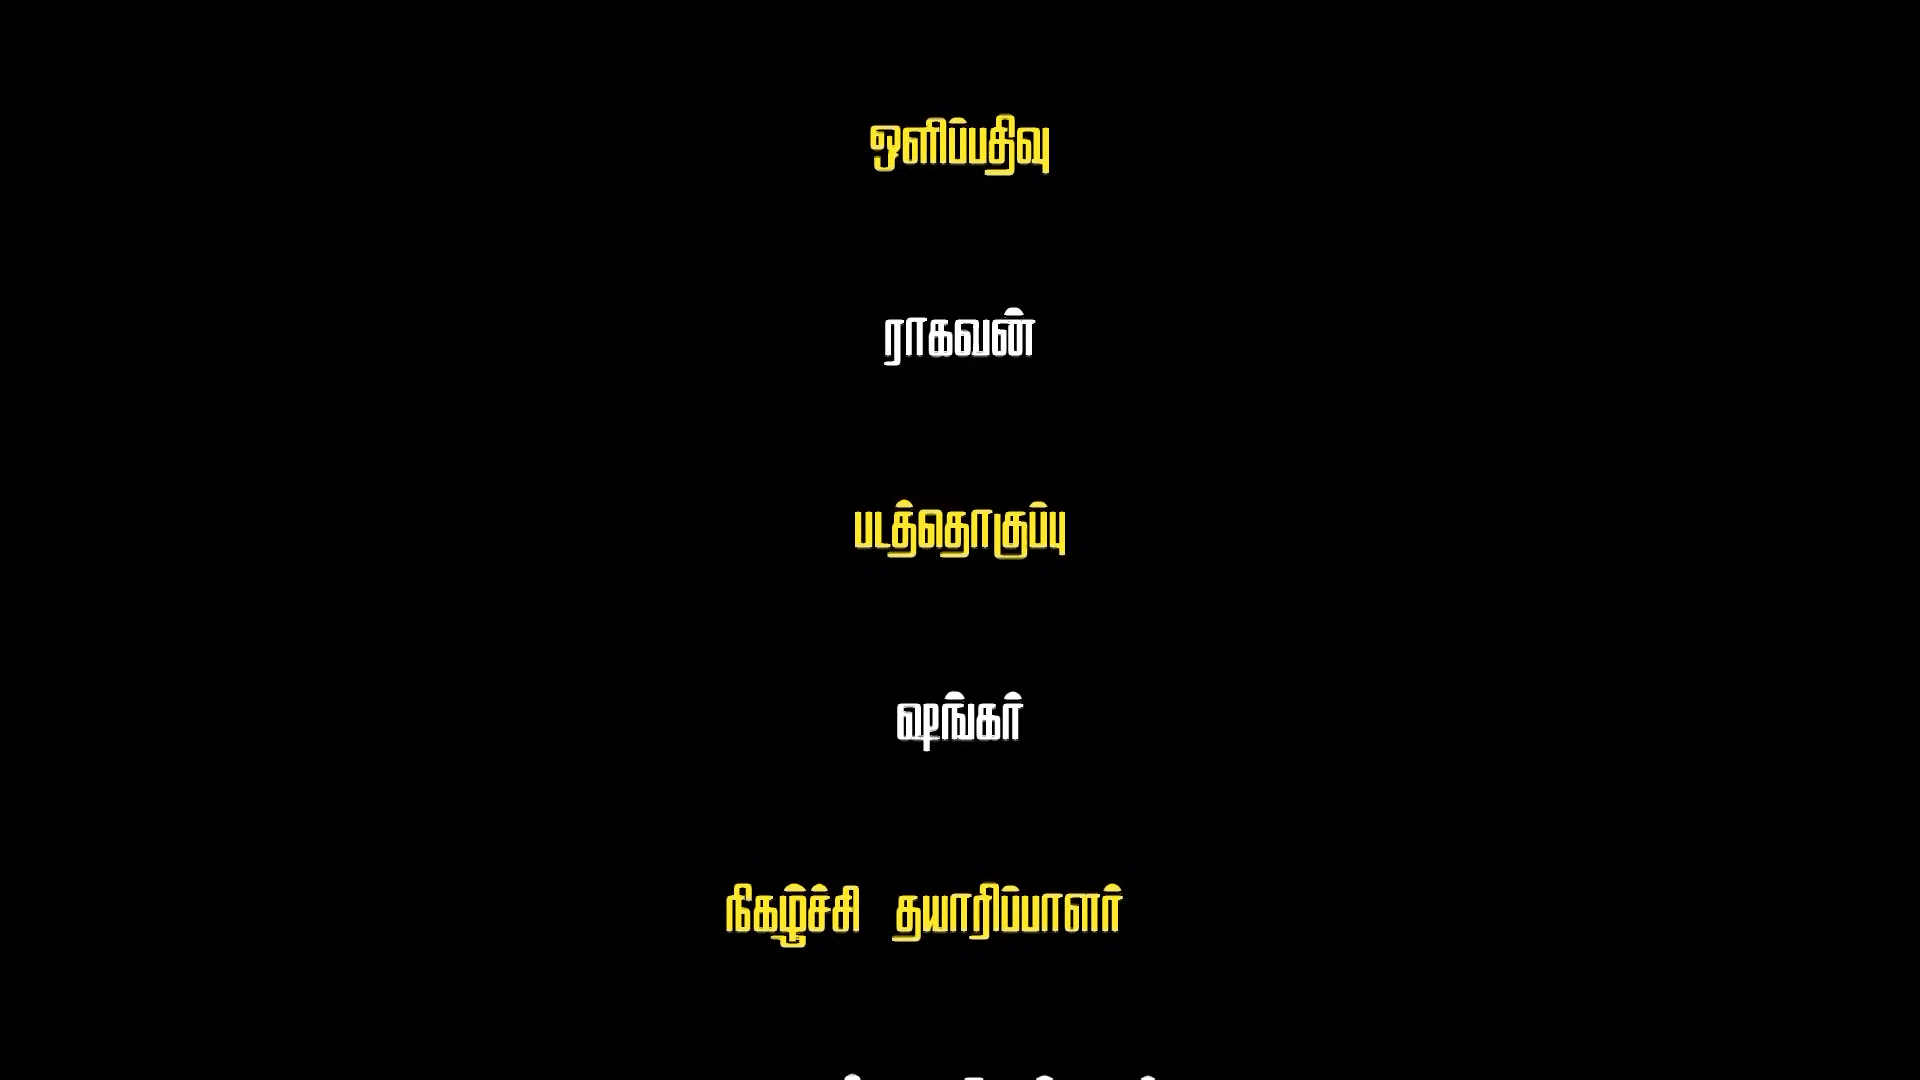 ஒளிப்பதிவு
ராகவன்
படத்தொகுப்பு
ஷங்கர்
நிகழ்ச்சி தயாரிப்பாளர்